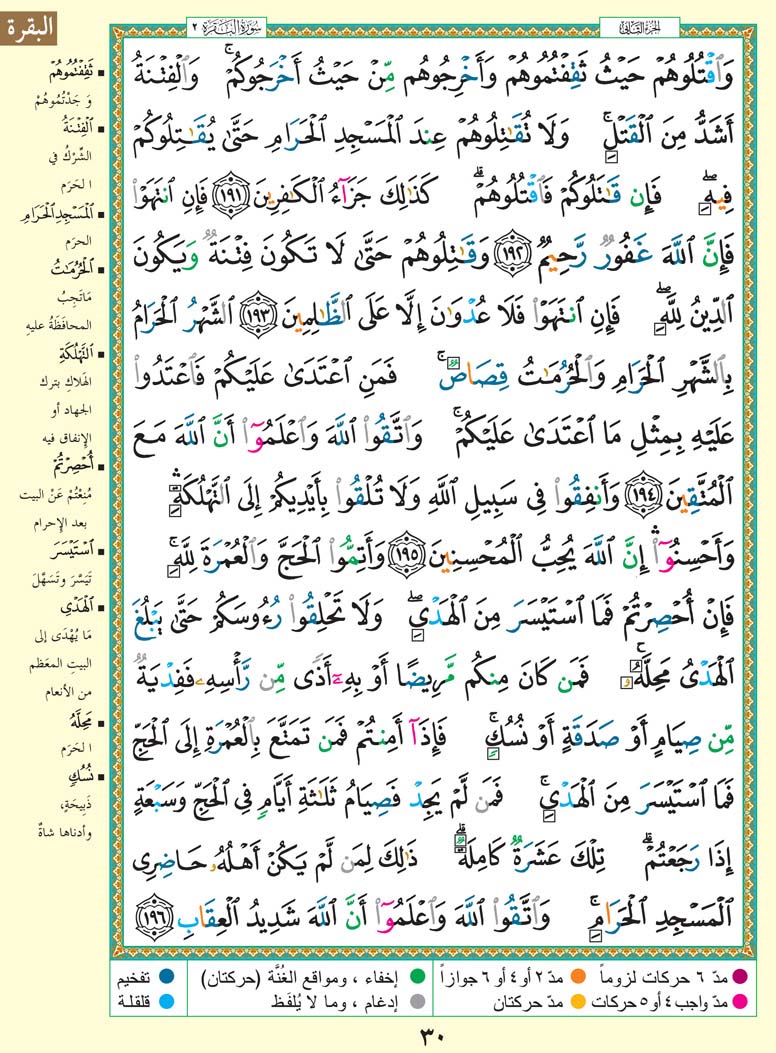 البقرة
الجزء الثاني
سورة البقرة ٢
وَٱقْتُلُوهُمْ حَيْثُ ثَقِفْتُمُوهُمْ وَأَخْرِجُوهُم مِّنْ حَيْثُ أَخْرَجُوكُمْ ۚ وَٱلْفِتْنَةُ
أَشَدُّ مِنَ ٱلْقَتْلِ ۚ وَلَا تُقَـٰتِلُوهُمْ عِندَ ٱلْمَسْجِدِ ٱلْحَرَامِ حَتَّىٰ يُقَـٰتِلُوكُمْ
فِيهِ ۖ فَإِن قَـٰتَلُوكُمْ فَٱقْتُلُوهُمْ ۗ كَذَٰلِكَ جَزَآءُ ٱلْكَـٰفِرِينَ ﴿١٩١﴾ فَإِنِ ٱنتَهَوْا۟
فَإِنَّ ٱللَّهَ غَفُورٌ رَّحِيمٌ ﴿١٩٢﴾ وَقَـٰتِلُوهُمْ حَتَّىٰ لَا تَكُونَ فِتْنَةٌ وَيَكُونَ
ٱلدِّينُ لِلَّهِ ۖ فَإِنِ ٱنتَهَوْا۟ فَلَا عُدْوَٰنَ إِلَّا عَلَى ٱلظَّـٰلِمِينَ ﴿١٩٣﴾ ٱلشَّهْرُ ٱلْحَرَامُ
بِٱلشَّهْرِ ٱلْحَرَامِ وَٱلْحُرُمَـٰتُ قِصَاصٌ ۚ فَمَنِ ٱعْتَدَىٰ عَلَيْكُمْ فَٱعْتَدُوا۟
عَلَيْهِ بِمِثْلِ مَا ٱعْتَدَىٰ عَلَيْكُمْ ۚ وَٱتَّقُوا۟ ٱللَّهَ وَٱعْلَمُوٓا۟ أَنَّ ٱللَّهَ مَعَ
ٱلْمُتَّقِينَ ﴿١٩٤﴾ وَأَنفِقُوا۟ فِى سَبِيلِ ٱللَّهِ وَلَا تُلْقُوا۟ بِأَيْدِيكُمْ إِلَى ٱلتَّهْلُكَةِ ۛ
وَأَحْسِنُوٓا۟ ۛ إِنَّ ٱللَّهَ يُحِبُّ ٱلْمُحْسِنِينَ ﴿١٩٥﴾ وَأَتِمُّوا۟ ٱلْحَجَّ وَٱلْعُمْرَةَ لِلَّهِ ۚ
فَإِنْ أُحْصِرْتُمْ فَمَا ٱسْتَيْسَرَ مِنَ ٱلْهَدْىِ ۖ وَلَا تَحْلِقُوا۟ رُءُوسَكُمْ حَتَّىٰ يَبْلُغَ
ٱلْهَدْىُ مَحِلَّهُۥ ۚ فَمَن كَانَ مِنكُم مَّرِيضًا أَوْ بِهِۦٓ أَذًى مِّن رَّأْسِهِۦ فَفِدْيَةٌ
مِّن صِيَامٍ أَوْ صَدَقَةٍ أَوْ نُسُكٍ ۚ فَإِذَآ أَمِنتُمْ فَمَن تَمَتَّعَ بِٱلْعُمْرَةِ إِلَى ٱلْحَجِّ
فَمَا ٱسْتَيْسَرَ مِنَ ٱلْهَدْىِ ۚ فَمَن لَّمْ يَجِدْ فَصِيَامُ ثَلَـٰثَةِ أَيَّامٍ فِى ٱلْحَجِّ وَسَبْعَةٍ
إِذَا رَجَعْتُمْ ۗ تِلْكَ عَشَرَةٌ كَامِلَةٌ ۗ ذَٰلِكَ لِمَن لَّمْ يَكُنْ أَهْلُهُۥ حَاضِرِى
ٱلْمَسْجِدِ ٱلْحَرَامِ ۚ وَٱتَّقُوا۟ ٱللَّهَ وَٱعْلَمُوٓا۟ أَنَّ ٱللَّهَ شَدِيدُ ٱلْعِقَابِ ﴿١٩٦﴾
ثَقِفْتُمُوهُمْ
وَجَدْتُمُوهُمْ
ٱلْفِتْنَةُ
الشِّرْكُ في
الحَرَم
ٱلْمَسْجِدِ ٱلْحَرَامِ
الحرَم
ٱلْحُرُمَـٰتُ
مَا تَجِبُ
المحافَظَةُ عليهِ
ٱلتَّهْلُكَةِ
الهَلاكِ بترك
الجهاد أو
الإنفاق فيه
أُحْصِرْتُمْ
مُنِعْتُمْ عَنْ البيت
بعد الإحرام
ٱسْتَيْسَرَ
تَيَسَّرَ وتَسَهَّلَ
ٱلْهَدْيِ
مَا يُهْدَى إلى
البيتِ المعَظم
من الأنعام
مَحِلَّهُ
الحَرَم
نُسُكٍ
ذَبِيحَةٍ،
وأدناها شاةٌ
مدّ ٦ حركات لزوماً
مدّ ٢ أو ٤ أو ٦ جوازاً
إخفاء ، ومواقع الغُنَّة (حركتان)
تفخيم
مدّ واجب ٤ أو ٥ حركات
مدّ حركتان
إدغام ، وما لا يُلفَظ
قلقلة
٣٠